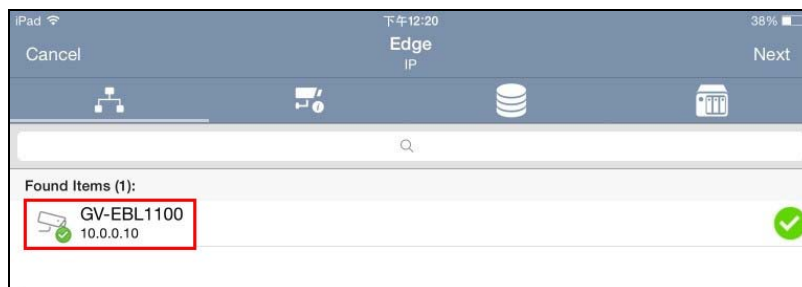 iPad 下午12:20 38%
Cancel Edge Next
IP
Found Items (1):
GV-EBL1100
10.0.0.10